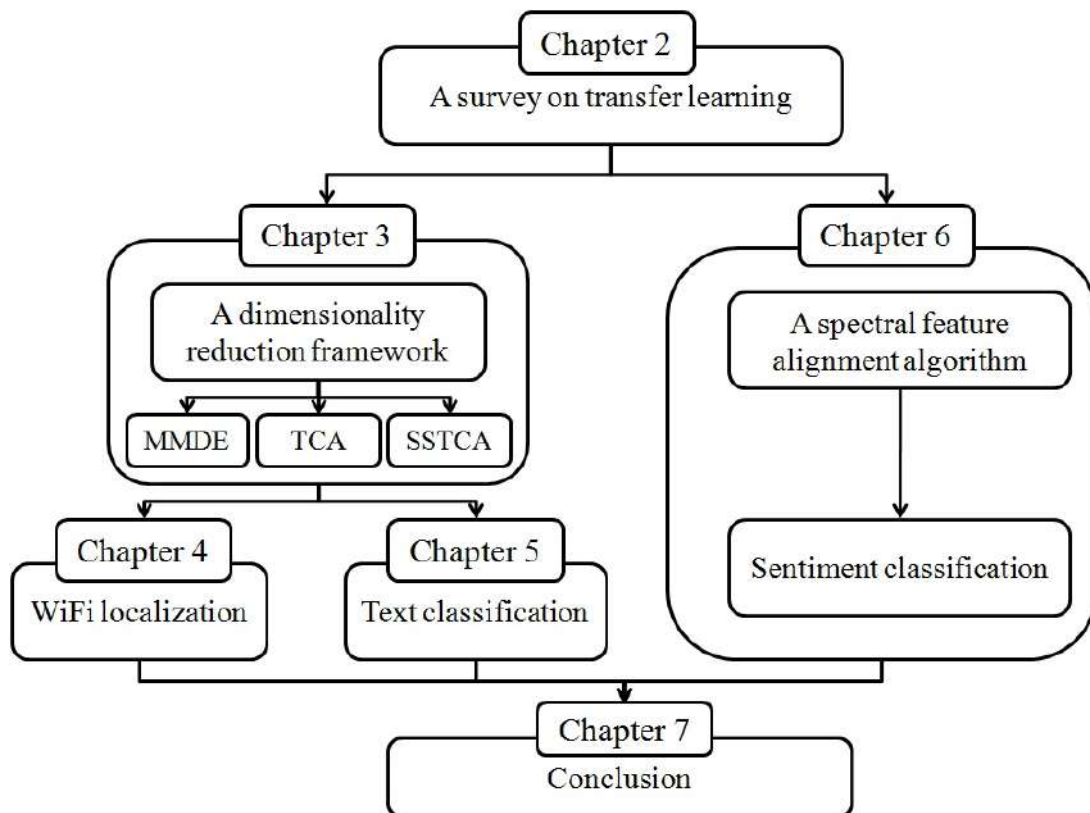 Chapter 2
A survey on transfer learning
Chapter 3
A dimensionality
reduction framework
MMDE
TCA
SSTCA
Chapter 6
A spectral feature
alignment algorithm
Sentiment classification
Chapter 4
WiFi localization
Chapter 5
Text classification
Chapter 7
Conclusion